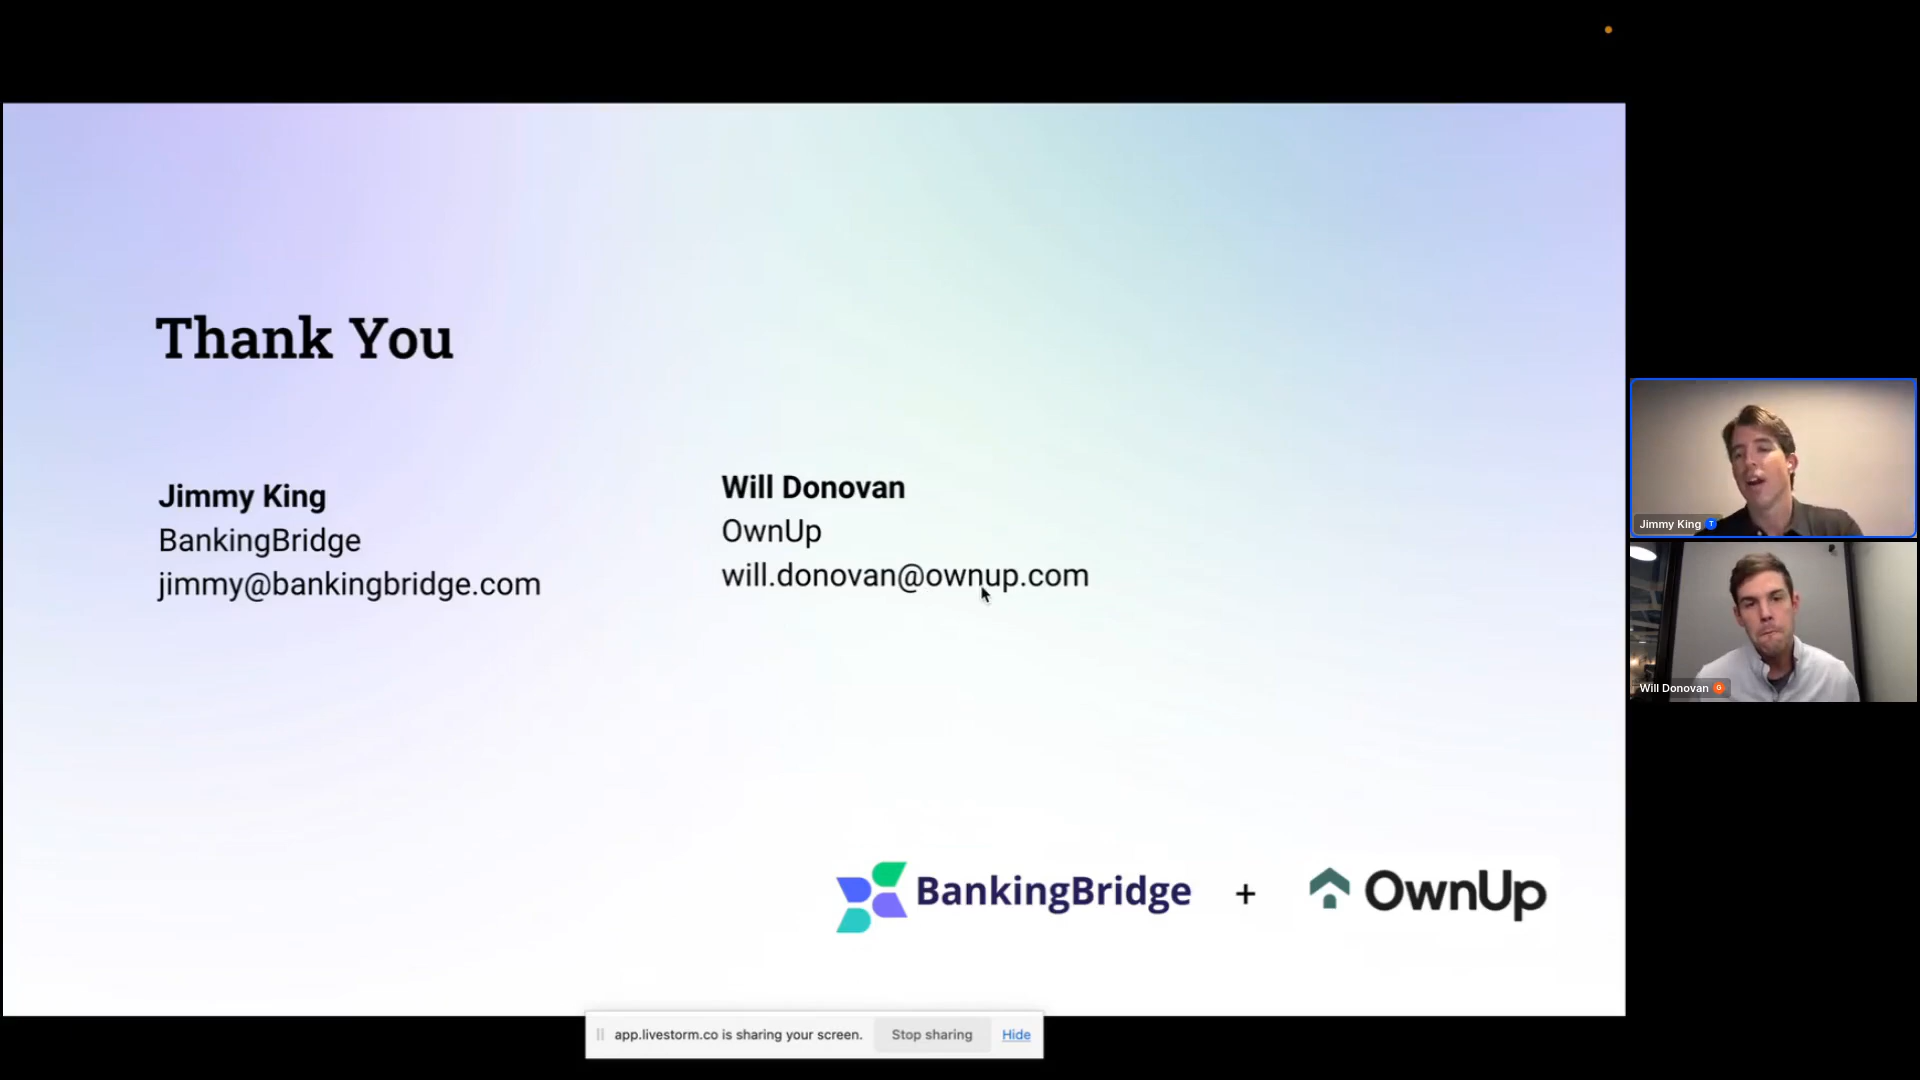 Thank You
Jimmy King
BankingBridge
jimmy@bankingbridge.com
Will Donovan
OwnUp
will.donovan@ownup.com
BankingBridge + OwnUp
Jimmy King T
Will Donovan G
app.livestorm.co is sharing your screen. Stop sharing Hide